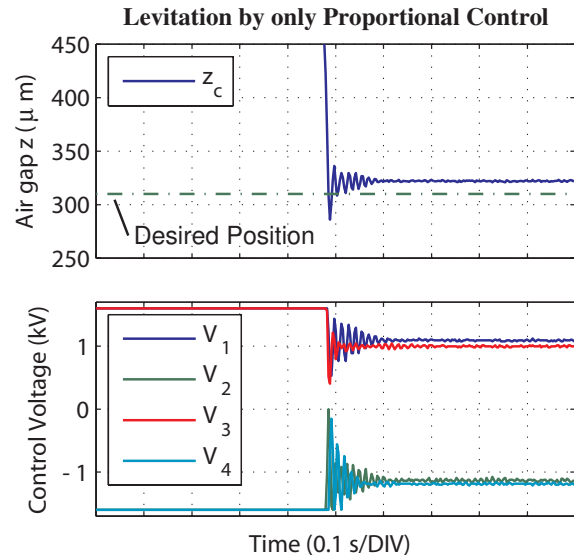 Levitation by only Proportional Control
Air gap z (μ m)
450
400
350
300
250
z_c
Desired Position
Control Voltage (kV)
1
0
- 1
V_1
V_2
V_3
V_4
Time (0.1 s/DIV)